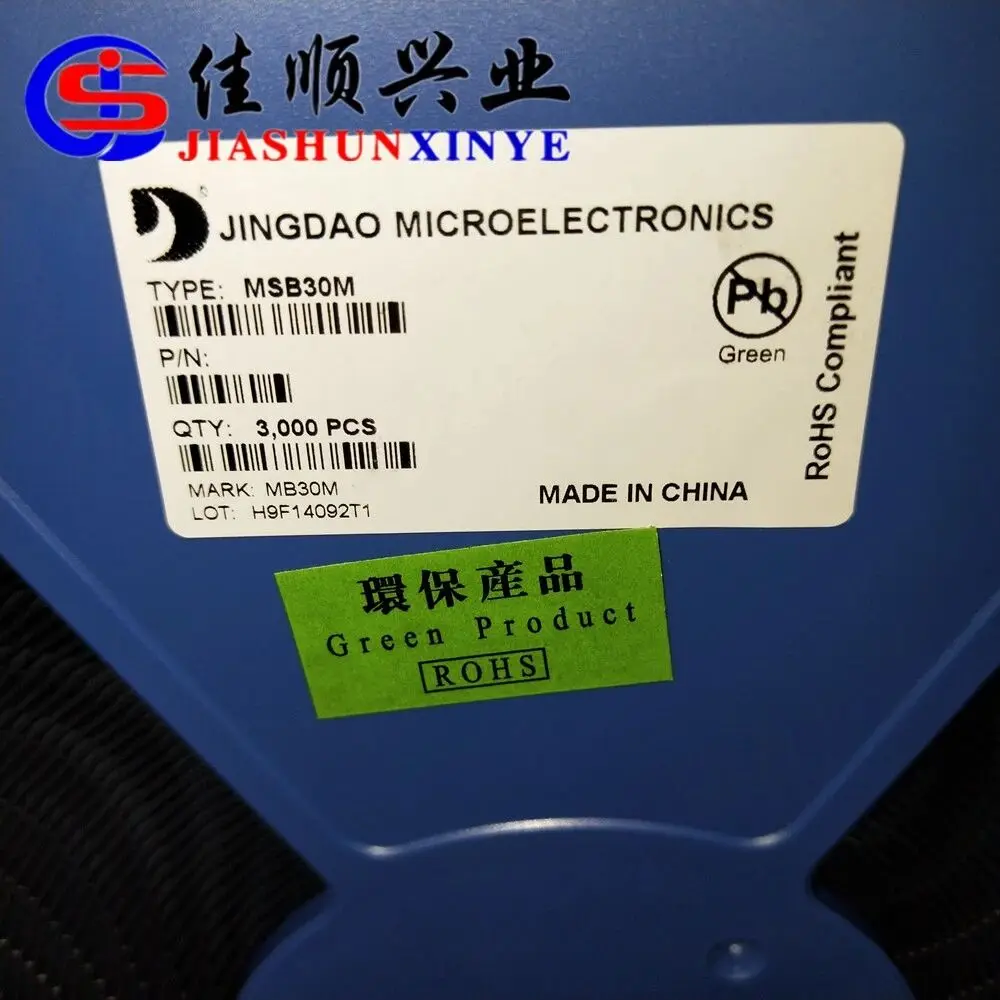 佳顺兴业
JIASHUNXINYE
JINGDAO MICROELECTRONICS
TYPE: MSB30M
P/N:
QTY: 3,000 PCS
MARK: MB30M
LOT: H9F14092T1
Pb
Green
RoHS Compliant
MADE IN CHINA
環保産品
Green Product
ROHS